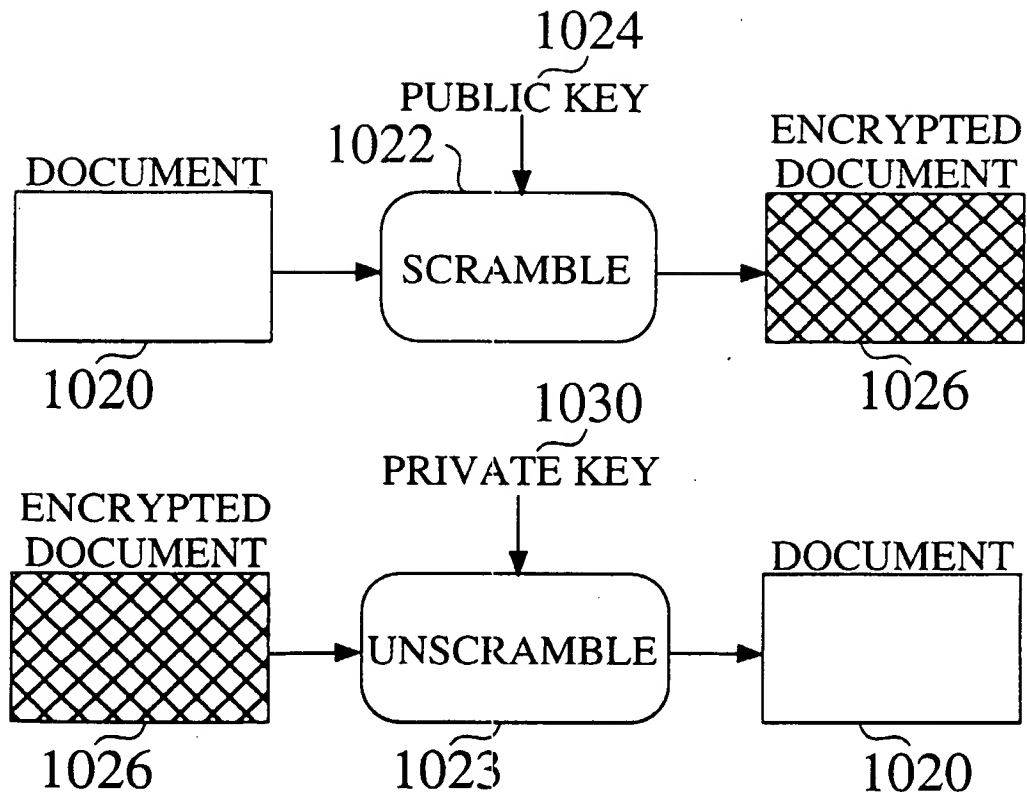 1024
PUBLIC KEY
1022
DOCUMENT
ENCRYPTED
DOCUMENT
SCRAMBLE
1020
1026
1030
PRIVATE KEY
ENCRYPTED
DOCUMENT
DOCUMENT
UNSCRAMBLE
1026
1023
1020